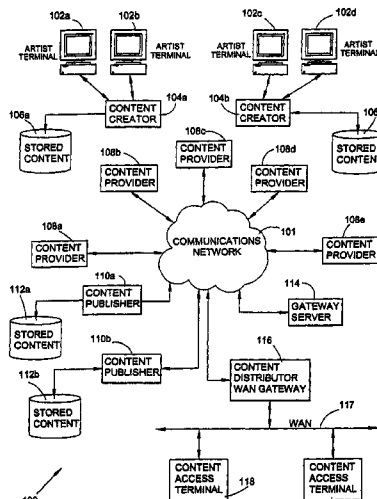 102a 102b 102c 102d
ARTIST TERMINAL ARTIST TERMINAL ARTIST TERMINAL ARTIST TERMINAL
104a 104b
CONTENT CREATOR CONTENT CREATOR
106a
STORED CONTENT STORED CONTENT
108c
CONTENT PROVIDER
108b 108d
CONTENT PROVIDER CONTENT PROVIDER
101
COMMUNICATIONS NETWORK
108a 108e
CONTENT PROVIDER CONTENT PROVIDER
110a
CONTENT PUBLISHER
112a
STORED CONTENT
114
GATEWAY SERVER
110b
CONTENT PUBLISHER
112b
STORED CONTENT
116
CONTENT DISTRIBUTOR WAN GATEWAY
WAN 117
CONTENT ACCESS TERMINAL CONTENT ACCESS TERMINAL
118